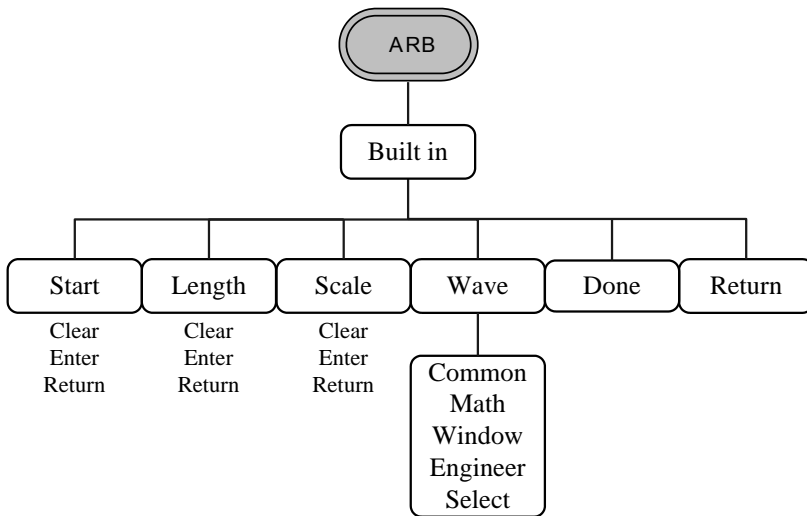 ARB
Built in
Start
Length
Scale
Wave
Done
Return
Clear
Enter
Return
Clear
Enter
Return
Clear
Enter
Return
Common
Math
Window
Engineer
Select